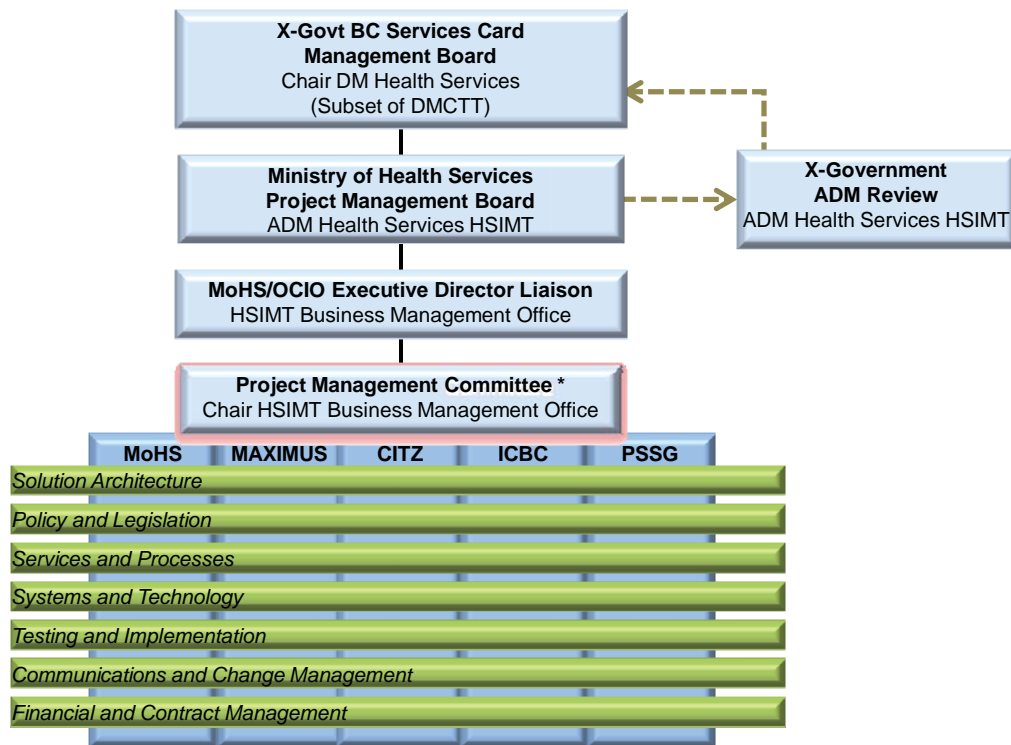 X-Govt BC Services Card
Management Board
Chair DM Health Services
(Subset of DMCTT)
Ministry of Health Services
Project Management Board
ADM Health Services HSIMT
X-Government
ADM Review
ADM Health Services HSIMT
MoHS/OCIO Executive Director Liaison
HSIMT Business Management Office
Project Management Committee *
Chair HSIMT Business Management Office
MoHS MAXIMUS CITZ ICBC PSSG
Solution Architecture
Policy and Legislation
Services and Processes
Systems and Technology
Testing and Implementation
Communications and Change Management
Financial and Contract Management